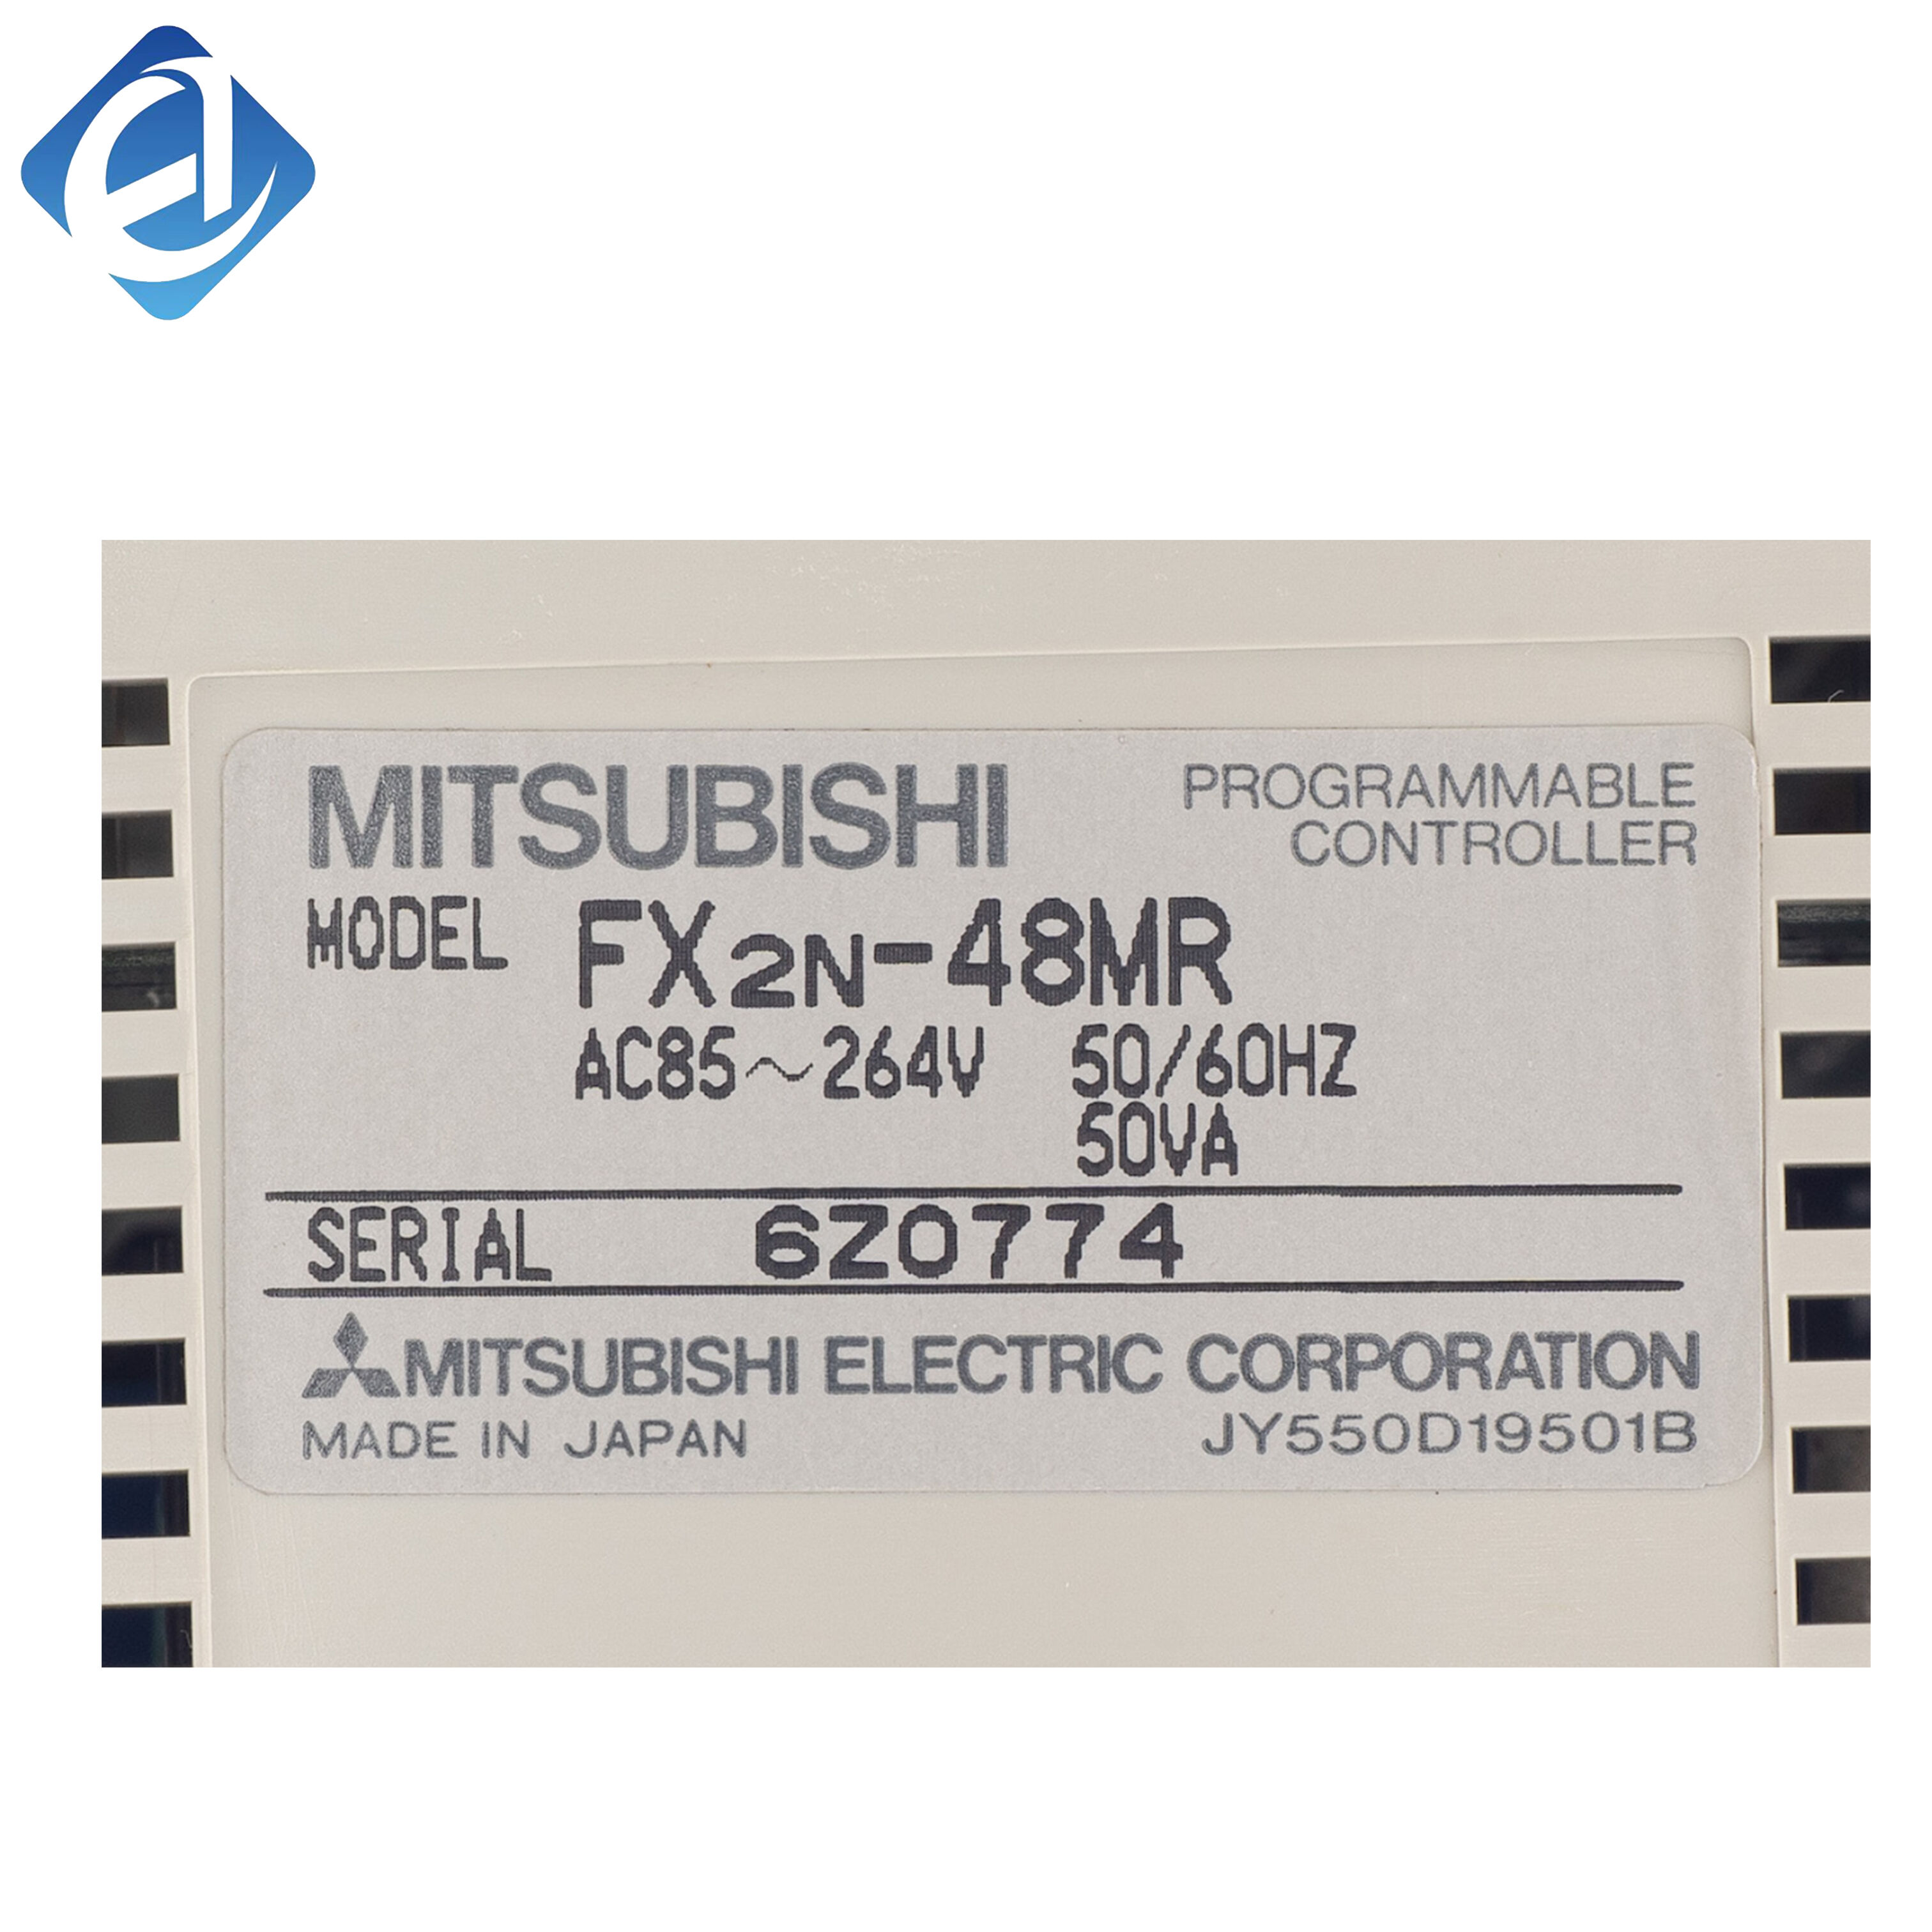 MITSUBISHI
PROGRAMMABLE
CONTROLLER
MODEL FX2N-48MR
AC85～264V 50/60HZ
50VA
SERIAL 6Z0774
MITSUBISHI ELECTRIC CORPORATION
MADE IN JAPAN JY550D19501B